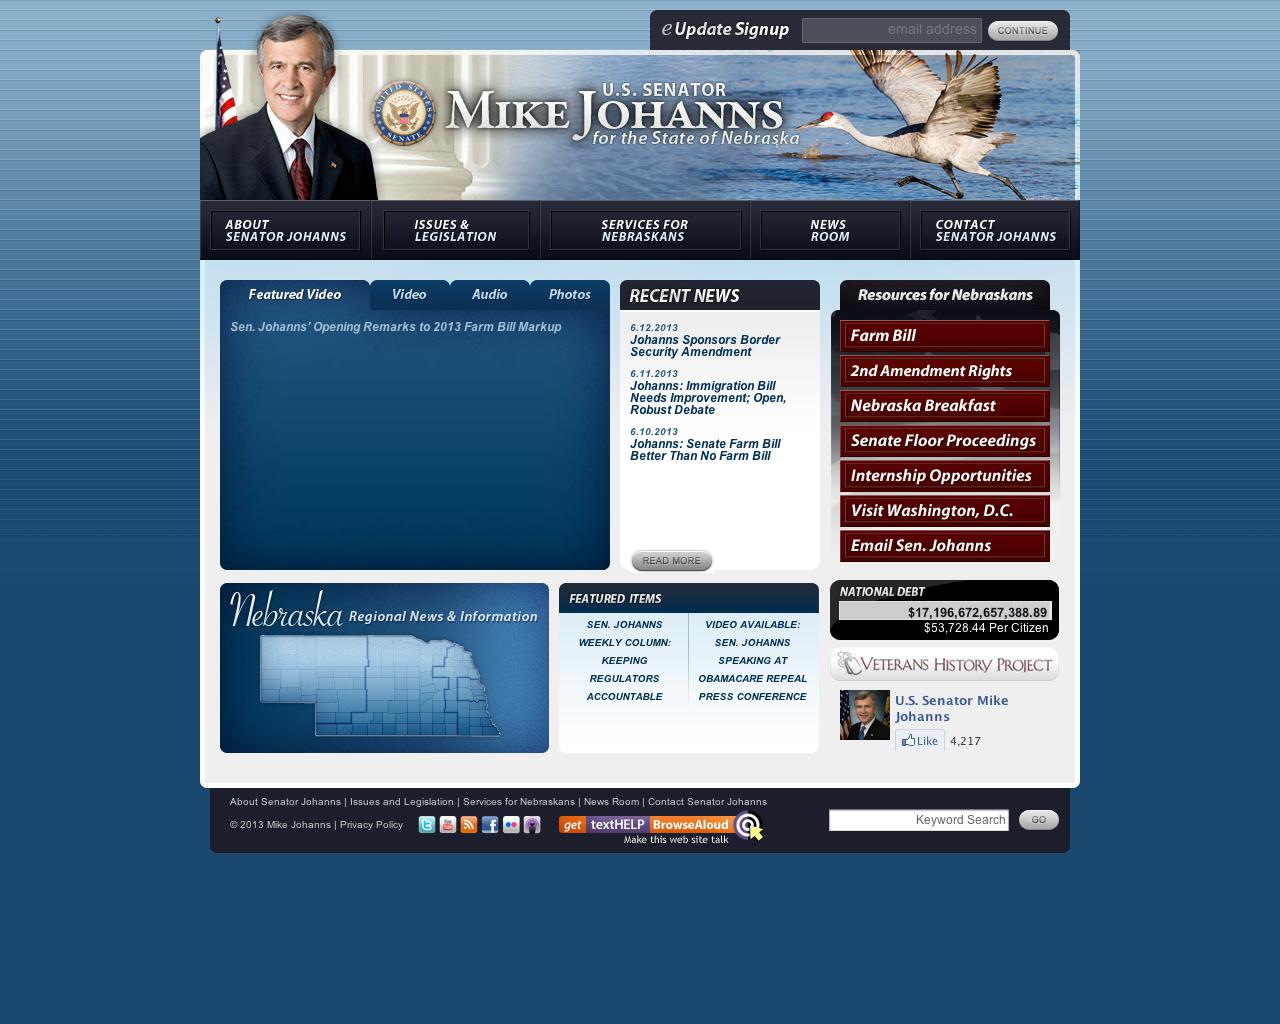 e Update Signup
email address
CONTINUE
UNITED STATES SENATE
U.S. SENATOR
MIKE JOHANNS
for the State of Nebraska
ABOUT
SENATOR JOHANNS
ISSUES &
LEGISLATION
SERVICES FOR
NEBRASKANS
NEWS
ROOM
CONTACT
SENATOR JOHANNS
Featured Video
Video
Audio
Photos
Sen. Johanns' Opening Remarks to 2013 Farm Bill Markup
RECENT NEWS
6.12.2013
Johanns Sponsors Border
Security Amendment
6.11.2013
Johanns: Immigration Bill
Needs Improvement; Open,
Robust Debate
6.10.2013
Johanns: Senate Farm Bill
Better Than No Farm Bill
READ MORE
Resources for Nebraskans
Farm Bill
2nd Amendment Rights
Nebraska Breakfast
Senate Floor Proceedings
Internship Opportunities
Visit Washington, D.C.
Email Sen. Johanns
Nebraska Regional News & Information
FEATURED ITEMS
SEN. JOHANNS
WEEKLY COLUMN:
KEEPING
REGULATORS
ACCOUNTABLE
VIDEO AVAILABLE:
SEN. JOHANNS
SPEAKING AT
OBAMACARE REPEAL
PRESS CONFERENCE
NATIONAL DEBT
$17,196,672,657,388.89
$53,728.44 Per Citizen
VETERANS HISTORY PROJECT
U.S. Senator Mike
Johanns
Like 4,217
About Senator Johanns | Issues and Legislation | Services for Nebraskans | News Room | Contact Senator Johanns
© 2013 Mike Johanns | Privacy Policy
get textHELP BrowseAloud
Make this web site talk
Keyword Search
GO